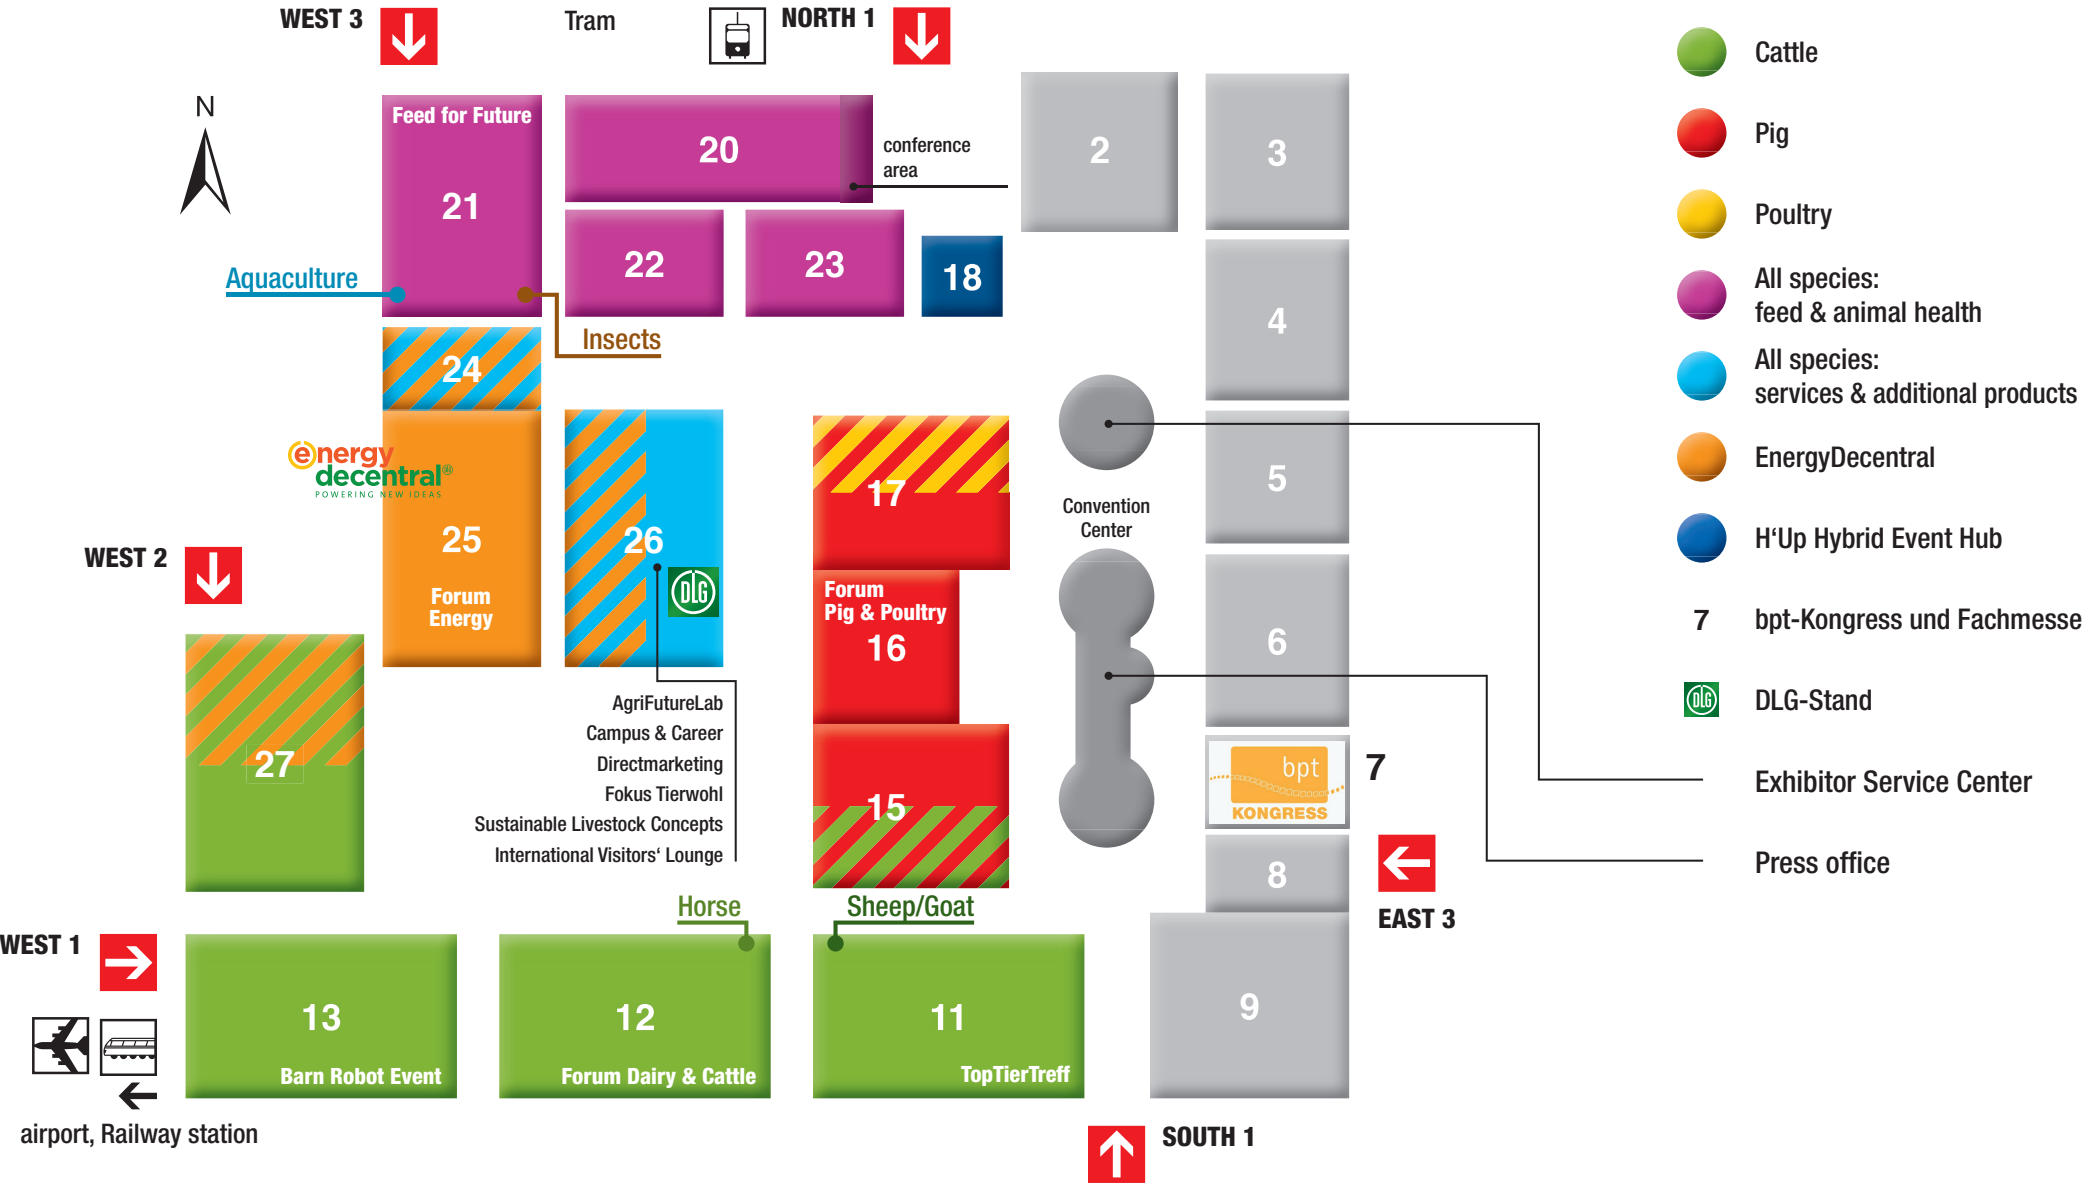 WEST 3
Tram
NORTH 1
N
Feed for Future
21
20
conference
area
22
23
18
Aquaculture
Insects
24
energy
decentral®
POWERING NEW IDEAS
25
Forum
Energy
26
DLG
AgriFutureLab
Campus & Career
Directmarketing
Fokus Tierwohl
Sustainable Livestock Concepts
International Visitors‘ Lounge
WEST 2
27
17
Forum
Pig & Poultry
16
15
Horse
Sheep/Goat
WEST 1
13
Barn Robot Event
12
Forum Dairy & Cattle
11
TopTierTreff
airport, Railway station
2
3
4
5
6
Convention
Center
bpt
KONGRESS
7
8
EAST 3
9
SOUTH 1
Cattle
Pig
Poultry
All species:
feed & animal health
All species:
services & additional products
EnergyDecentral
H‘Up Hybrid Event Hub
7 bpt-Kongress und Fachmesse
DLG DLG-Stand
Exhibitor Service Center
Press office